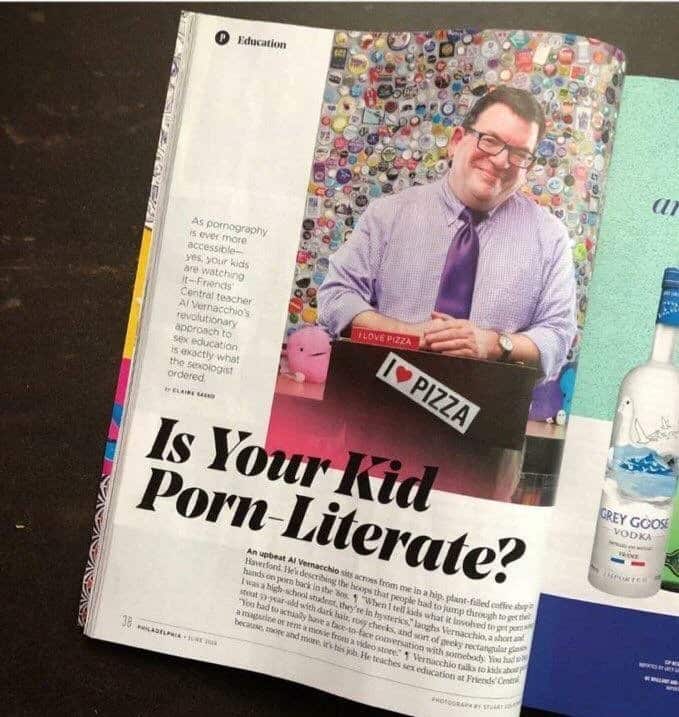 P Education
As pornography
is ever more
accessible—
yes, your kids
are watching
it—Friends'
Central teacher
Al Vernacchio's
revolutionary
approach to
sex education
is exactly what
the sexologist
ordered.
BY CLAIRE SASKO
I LOVE PIZZA
I ♥ PIZZA
Is Your Kid
Porn-Literate?
An upbeat Al Vernacchio sits across from me in a hip, plant-filled coffee shop in
Haverford. He's describing the hoops that people had to jump through to get their
hands on porn back in the '80s. ¶ "When I tell kids what it involved to get porn when
I was a high-school student, they're in hysterics," laughs Vernacchio, a short and
stout 53-year-old with dark hair, rosy cheeks, and sort of geeky rectangular glasses.
"You had to actually have a face-to-face conversation with somebody. You had to buy
a magazine or rent a movie from a video store." ¶ Vernacchio talks to kids about porn
because, more and more, it's his job. He teaches sex education at Friends' Central
38 PHILADELPHIA • JUNE 2018
PHOTOGRAPH BY STUART
GREY GOOSE
VODKA
FRANCE
IMPORTED